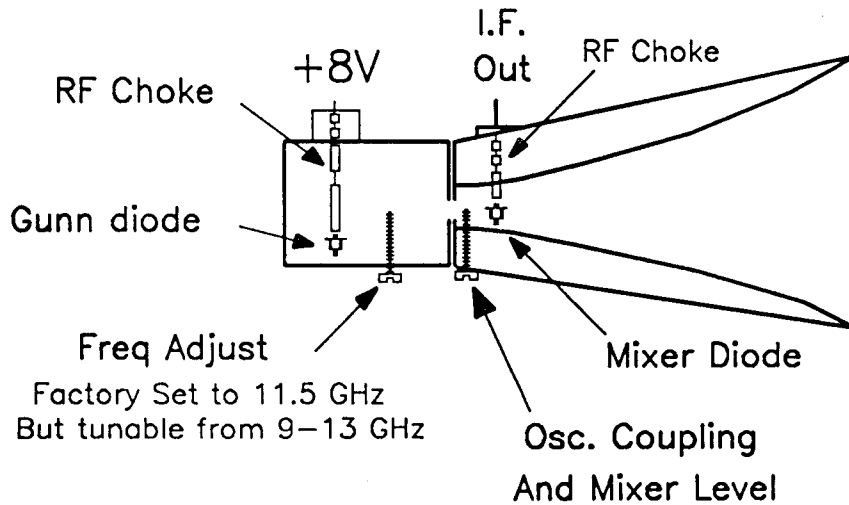 I.F.
Out
+8V
RF Choke
RF Choke
Gunn diode
Freq Adjust
Factory Set to 11.5 GHz
But tunable from 9–13 GHz
Mixer Diode
Osc. Coupling
And Mixer Level